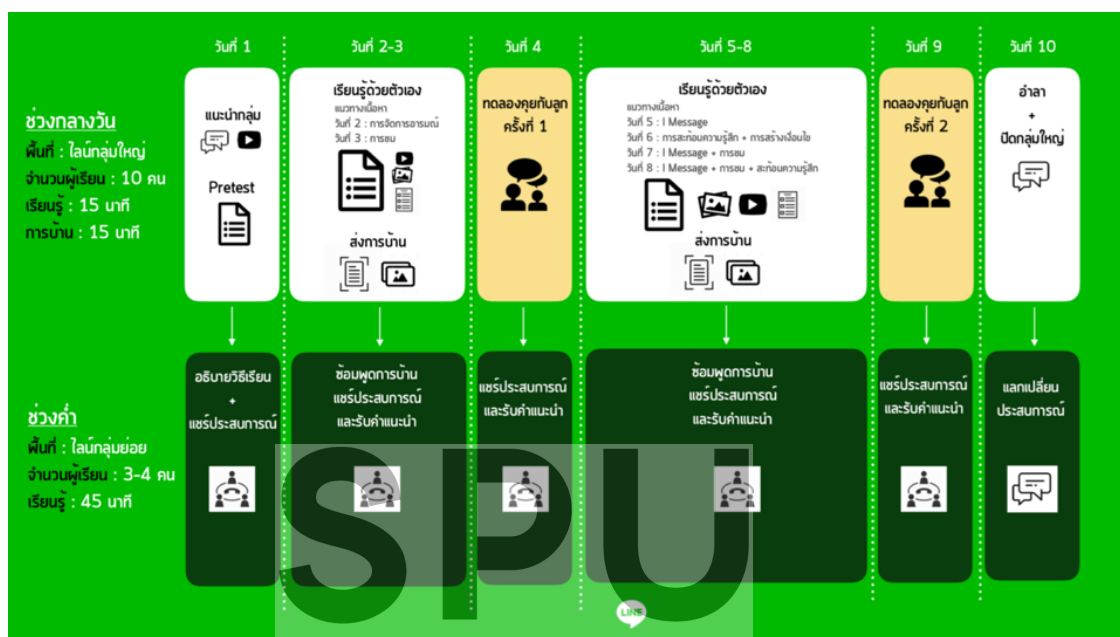 วันที่ 1
วันที่ 2-3
วันที่ 4
วันที่ 5-8
วันที่ 9
วันที่ 10
ช่วงกลางวัน
พื้นที่ : ไลน์กลุ่มใหญ่
จำนวนผู้เรียน : 10 คน
เรียนรู้ : 15 นาที
การบ้าน : 15 นาที
แนะนำกลุ่ม
Pretest
เรียนรู้ด้วยตัวเอง
แนวทางเนื้อหา
วันที่ 2 : การจัดการอารมณ์
วันที่ 3 : การชม
ส่งการบ้าน
ทดลองคุยกับลูก
ครั้งที่ 1
เรียนรู้ด้วยตัวเอง
แนวทางเนื้อหา
วันที่ 5 : I Message
วันที่ 6 : การสะท้อนความรู้สึก + การสร้างเงื่อนไข
วันที่ 7 : I Message + การชม
วันที่ 8 : I Message + การชม + สะท้อนความรู้สึก
ส่งการบ้าน
ทดลองคุยกับลูก
ครั้งที่ 2
อำลา
+
ปิดกลุ่มใหญ่
ช่วงค่ำ
พื้นที่ : ไลน์กลุ่มย่อย
จำนวนผู้เรียน : 3-4 คน
เรียนรู้ : 45 นาที
อธิบายวิธีเรียน
+
แชร์ประสบการณ์
ซ้อมพูดการบ้าน
แชร์ประสบการณ์
และรับคำแนะนำ
แชร์ประสบการณ์
และรับคำแนะนำ
ซ้อมพูดการบ้าน
แชร์ประสบการณ์
และรับคำแนะนำ
แชร์ประสบการณ์
และรับคำแนะนำ
แลกเปลี่ยน
ประสบการณ์
SPU
LINE